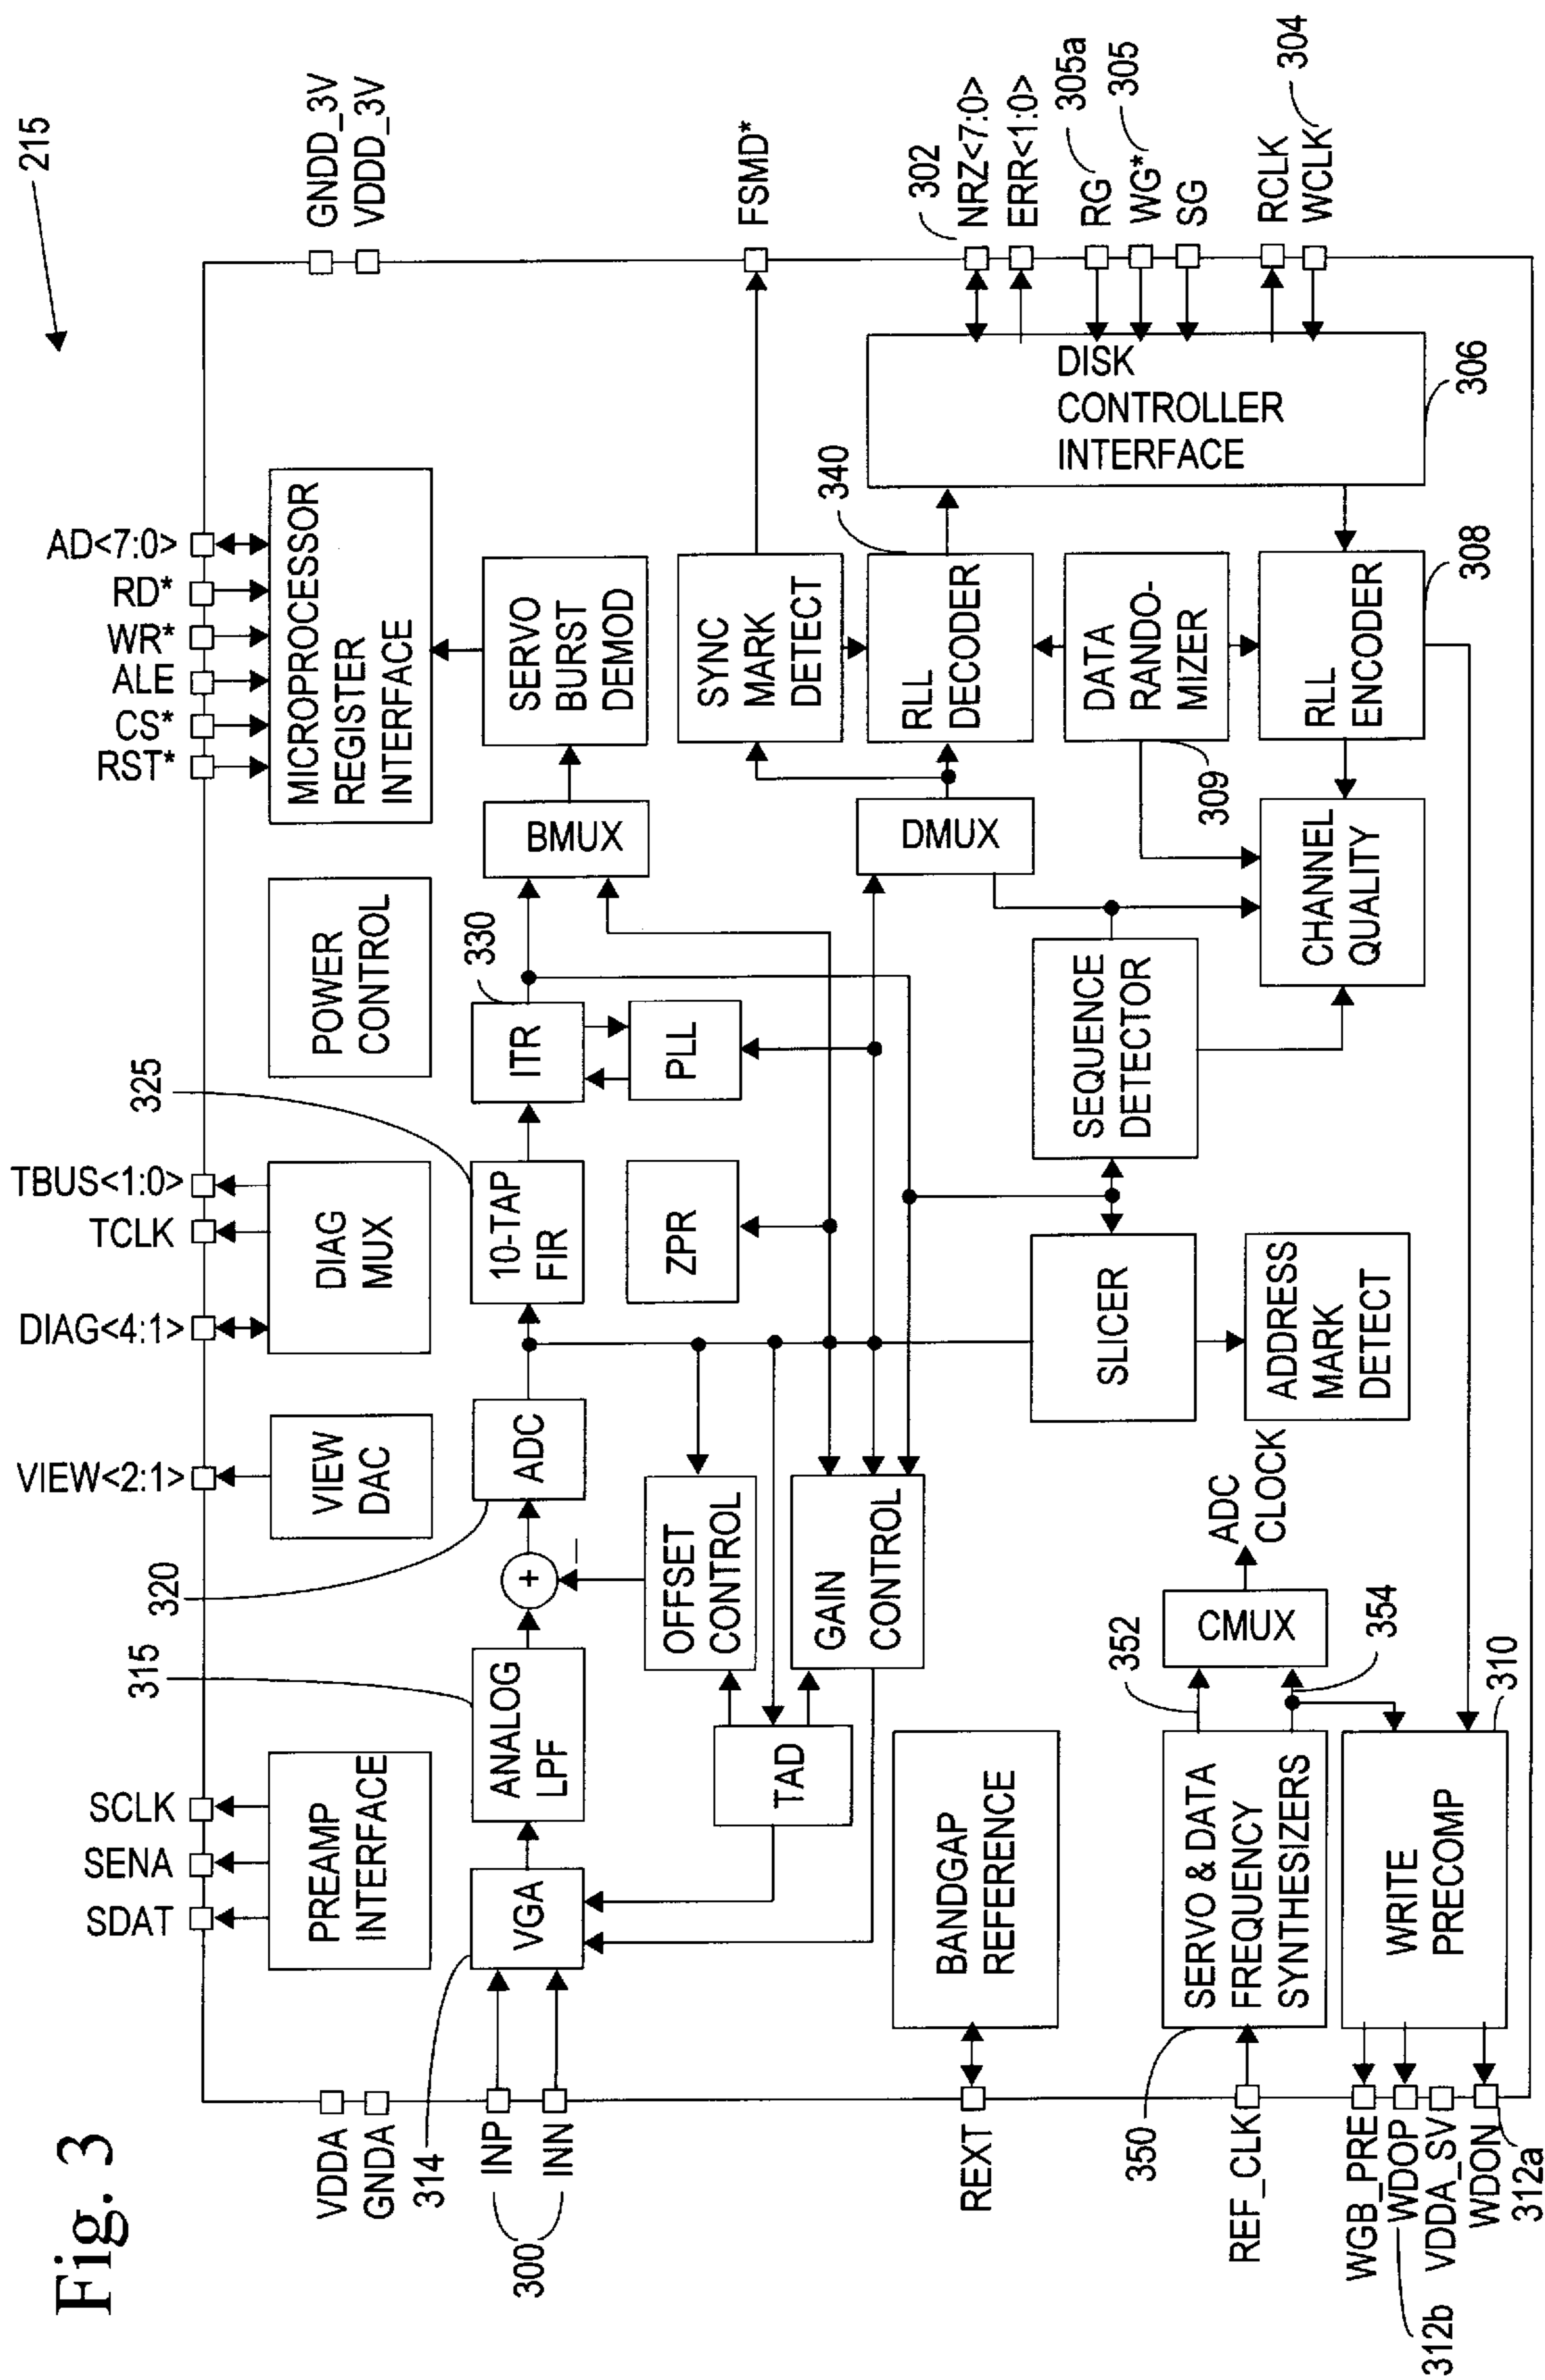 Fig. 3
215
SDAT
SENA
SCLK
VIEW<2:1>
DIAG<4:1>
TCLK
TBUS<1:0>
RST*
CS*
ALE
WR*
RD*
AD<7:0>
GNDD_3V
VDDD_3V
VDDA
GNDA
PREAMP
INTERFACE
VIEW
DAC
DIAG
MUX
POWER
CONTROL
MICROPROCESSOR
REGISTER
INTERFACE
315
320
325
330
314
300
INP
INN
VGA
ANALOG
LPF
+
–
ADC
10-TAP
FIR
ITR
BMUX
SERVO
BURST
DEMOD
OFFSET
CONTROL
ZPR
PLL
TAD
GAIN
CONTROL
SYNC
MARK
DETECT
FSMD*
REXT
BANDGAP
REFERENCE
DMUX
RLL
DECODER
340
DISK
CONTROLLER
INTERFACE
306
302
NRZ<7:0>
ERR<1:0>
RG
305a
WG*
305
SG
RCLK
WCLK
304
SLICER
SEQUENCE
DETECTOR
DATA
RANDO-
MIZER
309
ADDRESS
MARK
DETECT
CHANNEL
QUALITY
RLL
ENCODER
308
350
REF_CLK
SERVO & DATA
FREQUENCY
SYNTHESIZERS
352
354
CMUX
ADC
CLOCK
WRITE
PRECOMP
310
WGB_PRE
WDOP
VDDA_SV
WDON
312b
312a